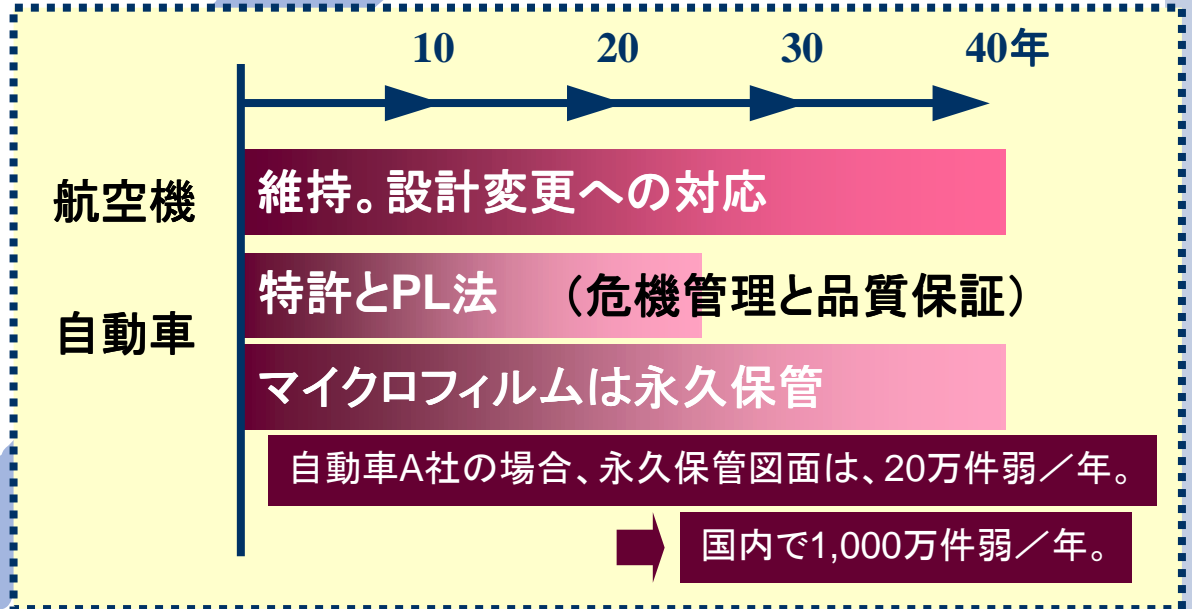 10 20 30 40年
航空機
維持。設計変更への対応
自動車
特許とPL法 （危機管理と品質保証）
マイクロフィルムは永久保管
自動車A社の場合、永久保管図面は、20万件弱／年。
国内で1,000万件弱／年。